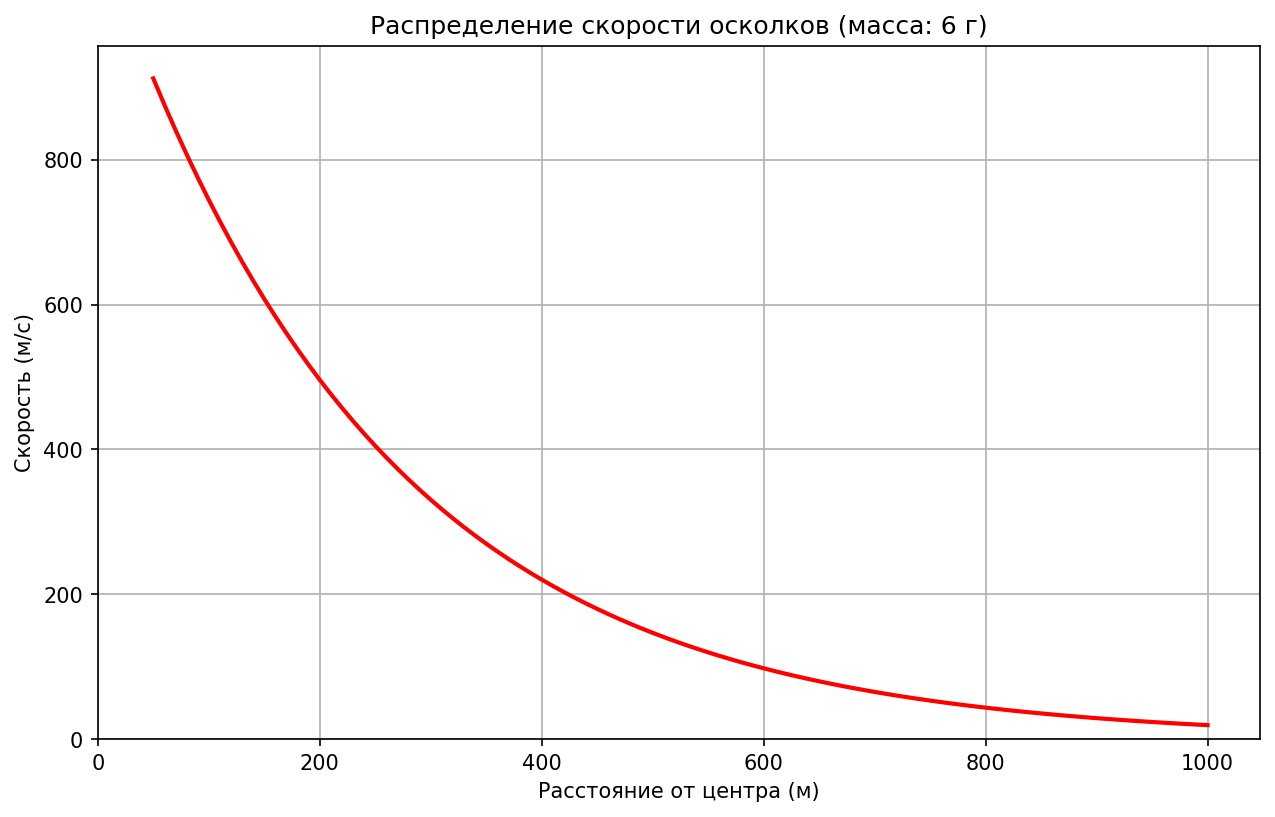 Распределение скорости осколков (масса: 6 г)
Скорость (м/с)
800
600
400
200
0
0 200 400 600 800 1000
Расстояние от центра (м)